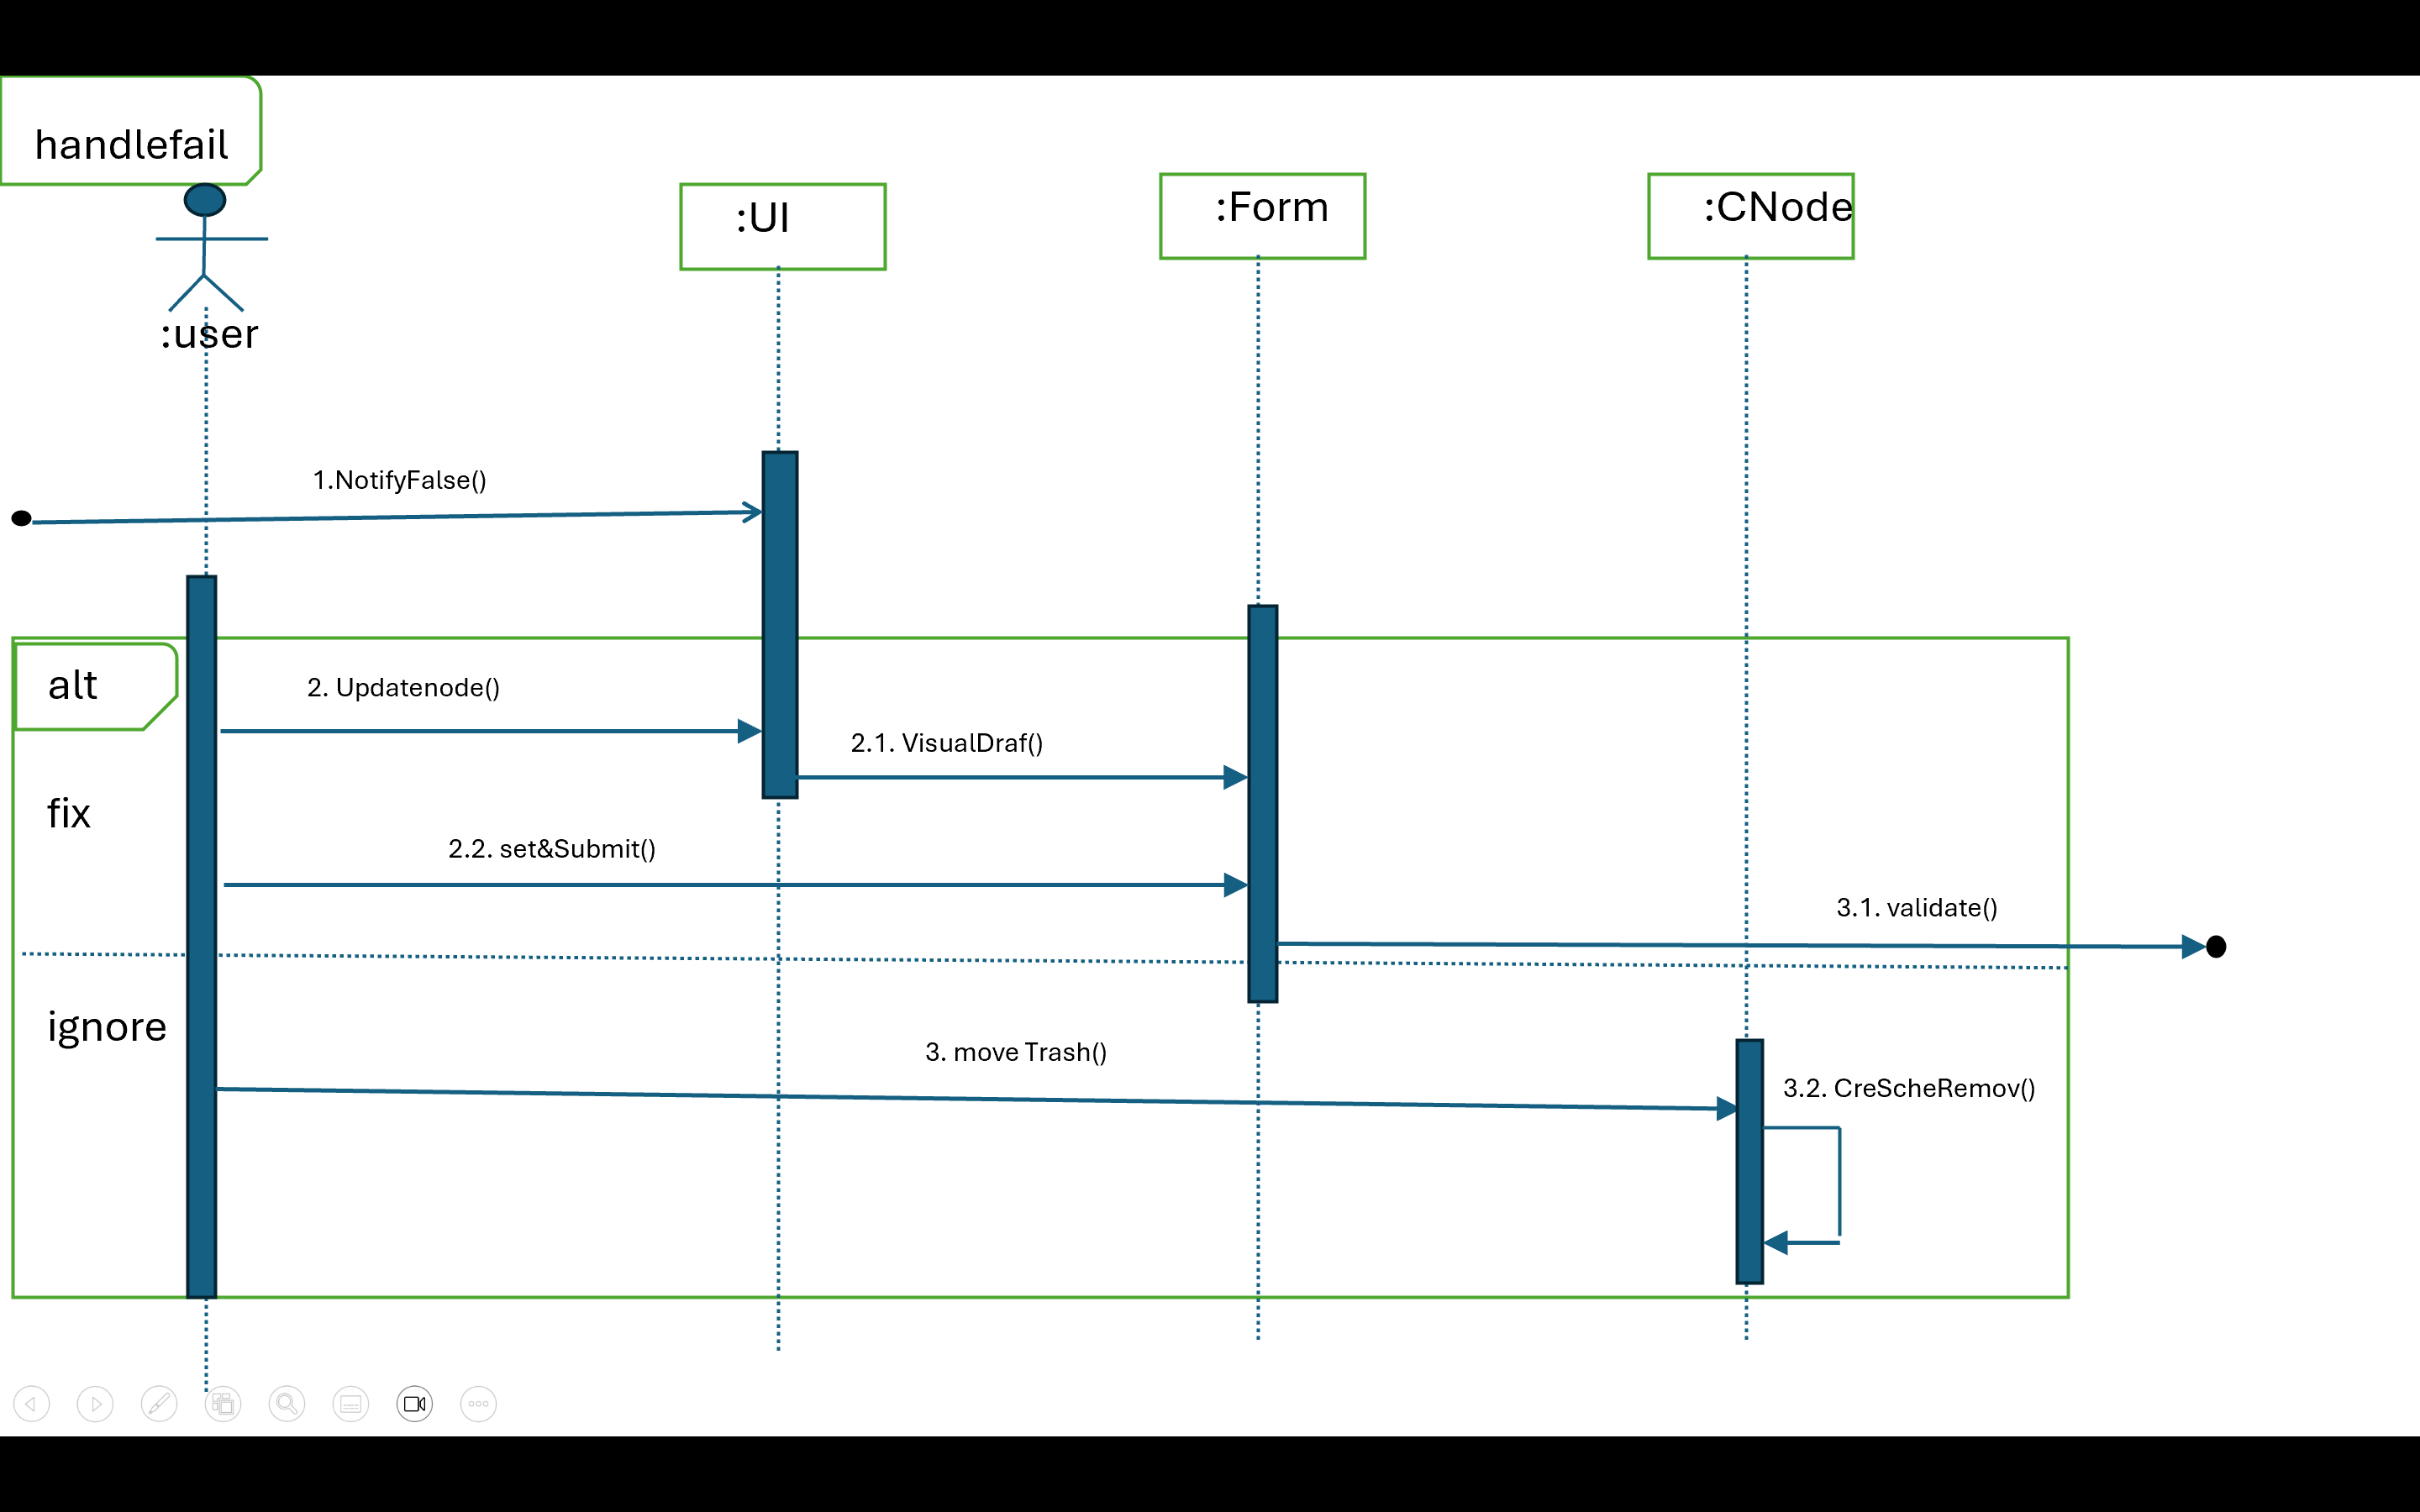 handlefail
:user
:UI
:Form
:CNode
1.NotifyFalse()
alt
2. Updatenode()
2.1. VisualDraf()
fix
2.2. set&Submit()
3.1. validate()
ignore
3. move Trash()
3.2. CreScheRemov()